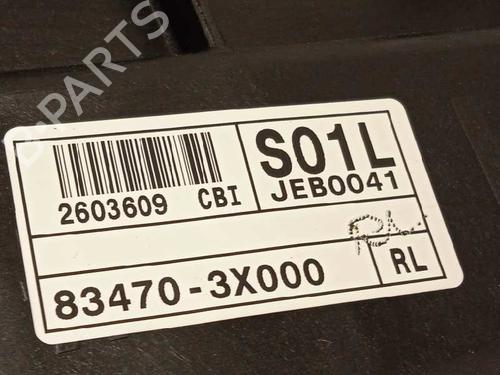 B-PARTS
S01L
2603609 CBI
JEB0041
83470-3X000
RL